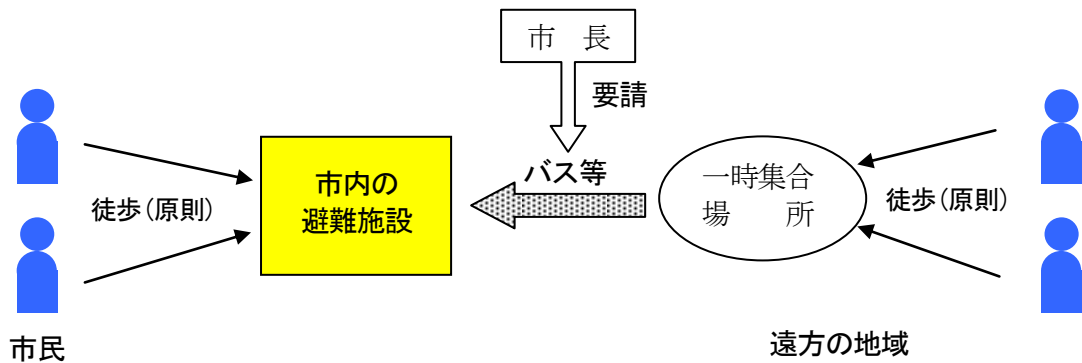 市　長
要請
バス等
市内の
避難施設
一時集合
場　　所
徒歩（原則）
徒歩（原則）
市民
遠方の地域